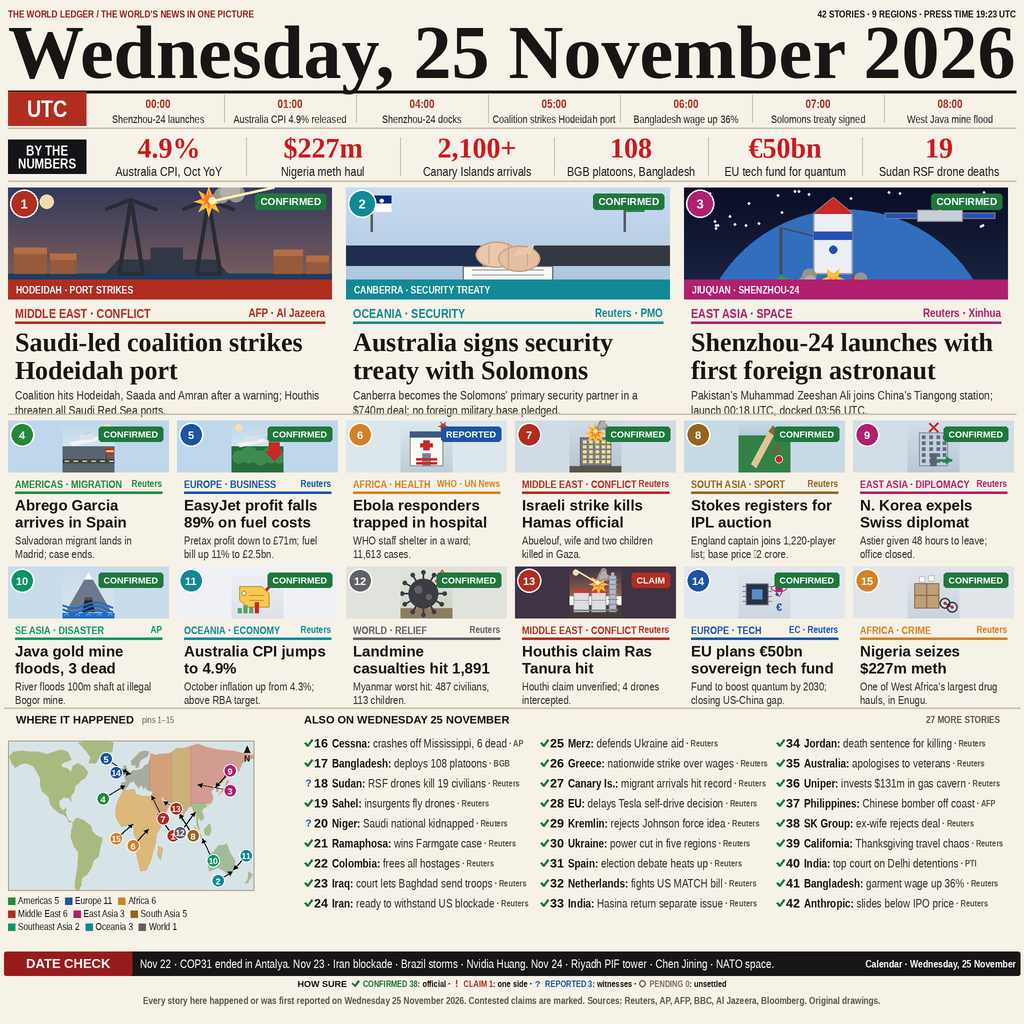 THE WORLD LEDGER / THE WORLD'S NEWS IN ONE PICTURE
42 STORIES · 9 REGIONS · PRESS TIME 19:23 UTC
Wednesday, 25 November 2026
UTC
00:00
Shenzhou-24 launches
01:00
Australia CPI 4.9% released
04:00
Shenzhou-24 docks
05:00
Coalition strikes Hodeidah port
06:00
Bangladesh wage up 36%
07:00
Solomons treaty signed
08:00
West Java mine flood
BY THE
NUMBERS
4.9%
Australia CPI, Oct YoY
$227m
Nigeria meth haul
2,100+
Canary Islands arrivals
108
BGB platoons, Bangladesh
€50bn
EU tech fund for quantum
19
Sudan RSF drone deaths
1
CONFIRMED
HODEIDAH · PORT STRIKES
MIDDLE EAST · CONFLICT
AFP · Al Jazeera
Saudi-led coalition strikes
Hodeidah port
Coalition hits Hodeidah, Saada and Amran after a warning; Houthis
threaten all Saudi Red Sea ports.
2
CONFIRMED
CANBERRA · SECURITY TREATY
OCEANIA · SECURITY
Reuters · PMO
Australia signs security
treaty with Solomons
Canberra becomes the Solomons' primary security partner in a
$740m deal; no foreign military base pledged.
3
CONFIRMED
JIUQUAN · SHENZHOU-24
EAST ASIA · SPACE
Reuters · Xinhua
Shenzhou-24 launches with
first foreign astronaut
Pakistan's Muhammad Zeeshan Ali joins China's Tiangong station;
launch 00:18 UTC, docked 03:56 UTC.
4
CONFIRMED
AMERICAS · MIGRATION
Reuters
Abrego Garcia
arrives in Spain
Salvadoran migrant lands in
Madrid; case ends.
5
CONFIRMED
EUROPE · BUSINESS
Reuters
EasyJet profit falls
89% on fuel costs
Pretax profit down to £71m; fuel
bill up 11% to £2.5bn.
6
REPORTED
AFRICA · HEALTH
WHO · UN News
Ebola responders
trapped in hospital
WHO staff shelter in a ward;
11,613 cases.
7
CONFIRMED
MIDDLE EAST · CONFLICT
Reuters
Israeli strike kills
Hamas official
Abuelouf, wife and two children
killed in Gaza.
8
CONFIRMED
SOUTH ASIA · SPORT
Reuters
Stokes registers for
IPL auction
England captain joins 1,220-player
list; base price 2 crore.
9
CONFIRMED
EAST ASIA · DIPLOMACY
Reuters
N. Korea expels
Swiss diplomat
Astier given 48 hours to leave;
office closed.
10
CONFIRMED
SE ASIA · DISASTER
AP
Java gold mine
floods, 3 dead
River floods 100m shaft at illegal
Bogor mine.
11
CONFIRMED
OCEANIA · ECONOMY
Reuters
Australia CPI jumps
to 4.9%
October inflation up from 4.3%;
above RBA target.
12
CONFIRMED
WORLD · RELIEF
Reuters
Landmine
casualties hit 1,891
Myanmar worst hit: 487 civilians,
113 children.
13
CLAIM
MIDDLE EAST · CONFLICT
Reuters
Houthis claim Ras
Tanura hit
Houthi claim unverified; 4 drones
intercepted.
14
CONFIRMED
€
EUROPE · TECH
EC · Reuters
EU plans €50bn
sovereign tech fund
Fund to boost quantum by 2030;
closing US-China gap.
15
CONFIRMED
AFRICA · CRIME
Reuters
Nigeria seizes
$227m meth
One of West Africa's largest drug
hauls, in Enugu.
WHERE IT HAPPENED pins 1–15
N
5
14
4
9
3
13
7
12
8
15
6
10
11
2
Americas 5 Europe 11 Africa 6
Middle East 6 East Asia 3 South Asia 5
Southeast Asia 2 Oceania 3 World 1
ALSO ON WEDNESDAY 25 NOVEMBER
27 MORE STORIES
✓16 Cessna: crashes off Mississippi, 6 dead · AP
✓17 Bangladesh: deploys 108 platoons · BGB
? 18 Sudan: RSF drones kill 19 civilians · Reuters
✓19 Sahel: insurgents fly drones · Reuters
? 20 Niger: Saudi national kidnapped · Reuters
✓21 Ramaphosa: wins Farmgate case · Reuters
✓22 Colombia: frees all hostages · Reuters
✓23 Iraq: court lets Baghdad send troops · Reuters
✓24 Iran: ready to withstand US blockade · Reuters
✓25 Merz: defends Ukraine aid · Reuters
✓26 Greece: nationwide strike over wages · Reuters
✓27 Canary Is.: migrant arrivals hit record · Reuters
✓28 EU: delays Tesla self-drive decision · Reuters
✓29 Kremlin: rejects Johnson force idea · Reuters
✓30 Ukraine: power cut in five regions · Reuters
✓31 Spain: election debate heats up · Reuters
✓32 Netherlands: fights US MATCH bill · Reuters
✓33 India: Hasina return separate issue · Reuters
✓34 Jordan: death sentence for killing · Reuters
✓35 Australia: apologises to veterans · Reuters
✓36 Uniper: invests $131m in gas cavern · Reuters
✓37 Philippines: Chinese bomber off coast · AFP
✓38 SK Group: ex-wife rejects deal · Reuters
✓39 California: Thanksgiving travel chaos · Reuters
✓40 India: top court on Delhi detentions · PTI
✓41 Bangladesh: garment wage up 36% · Reuters
✓42 Anthropic: slides below IPO price · Reuters
DATE CHECK
Nov 22 · COP31 ended in Antalya. Nov 23 · Iran blockade · Brazil storms · Nvidia Huang. Nov 24 · Riyadh PIF tower · Chen Jining · NATO space.
Calendar · Wednesday, 25 November
HOW SURE ✓ CONFIRMED 38: official · ! CLAIM 1: one side · ? REPORTED 3: witnesses · O PENDING 0: unsettled
Every story here happened or was first reported on Wednesday 25 November 2026. Contested claims are marked. Sources: Reuters, AP, AFP, BBC, Al Jazeera, Bloomberg. Original drawings.